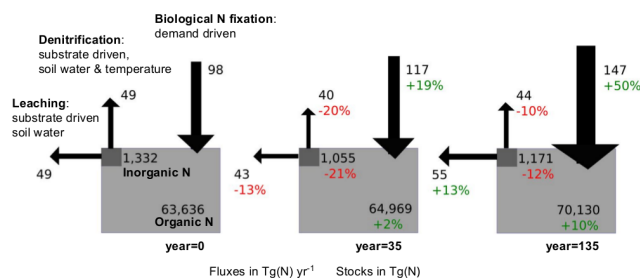 Biological N fixation:
demand driven
Denitrification:
substrate driven,
soil water & temperature
98
49
Leaching:
substrate driven
soil water
49
1,332
Inorganic N
63,636
Organic N
year=0
117
+19%
40
-20%
43
-13%
1,055
-21%
64,969
+2%
year=35
147
+50%
44
-10%
55
+13%
1,171
-12%
70,130
+10%
year=135
Fluxes in Tg(N) yr-1 Stocks in Tg(N)